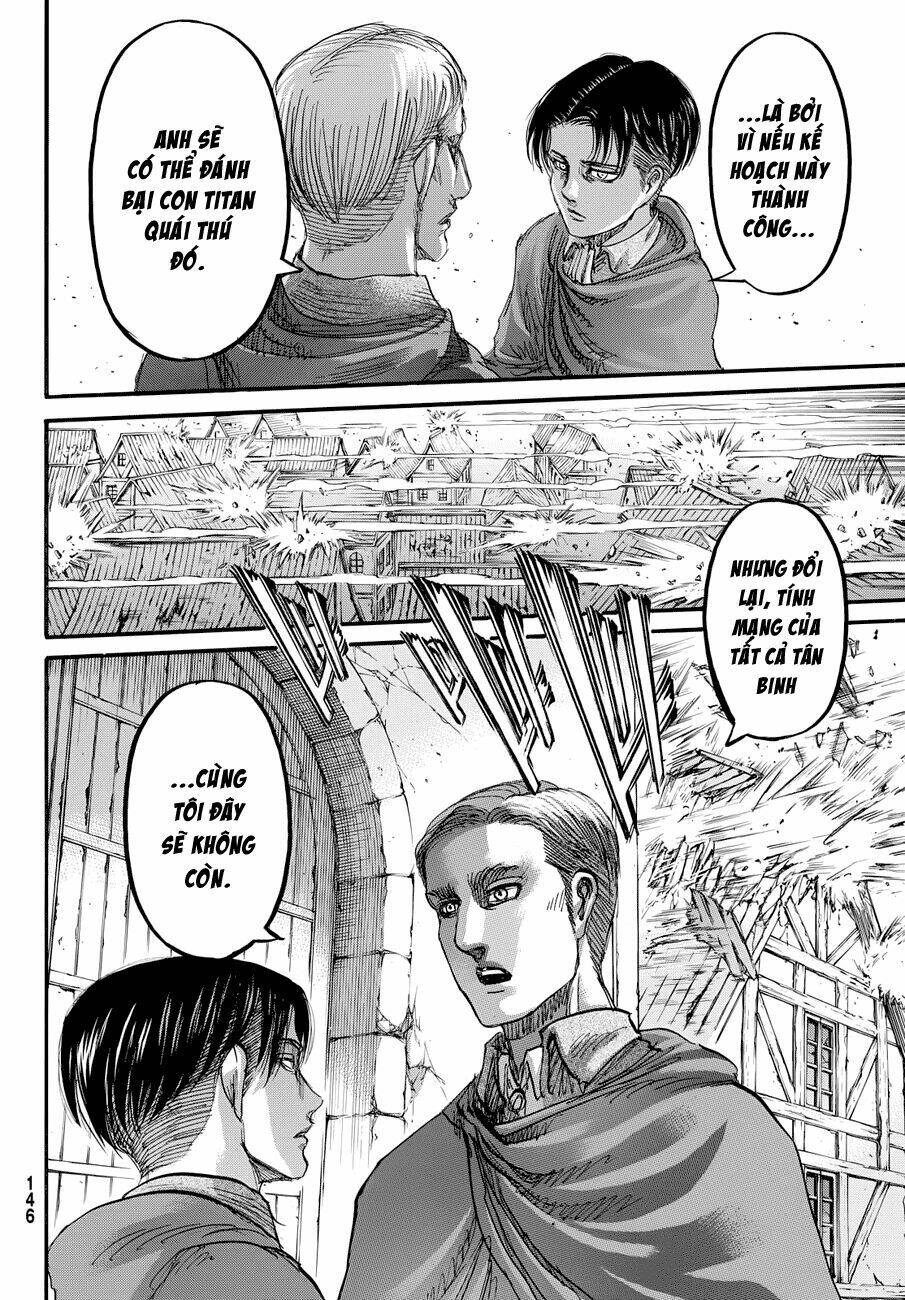 ...LÀ BỞI
VÌ NẾU KẾ
HOẠCH NÀY
THÀNH
CÔNG...
ANH SẼ
CÓ THỂ ĐÁNH
BẠI CON TITAN
QUÁI THÚ
ĐÓ.
NHƯNG ĐỔI
LẠI, TÍNH
MẠNG CỦA
TẤT CẢ TÂN
BINH
...CÙNG
TÔI ĐÂY
SẼ KHÔNG
CÒN.
146